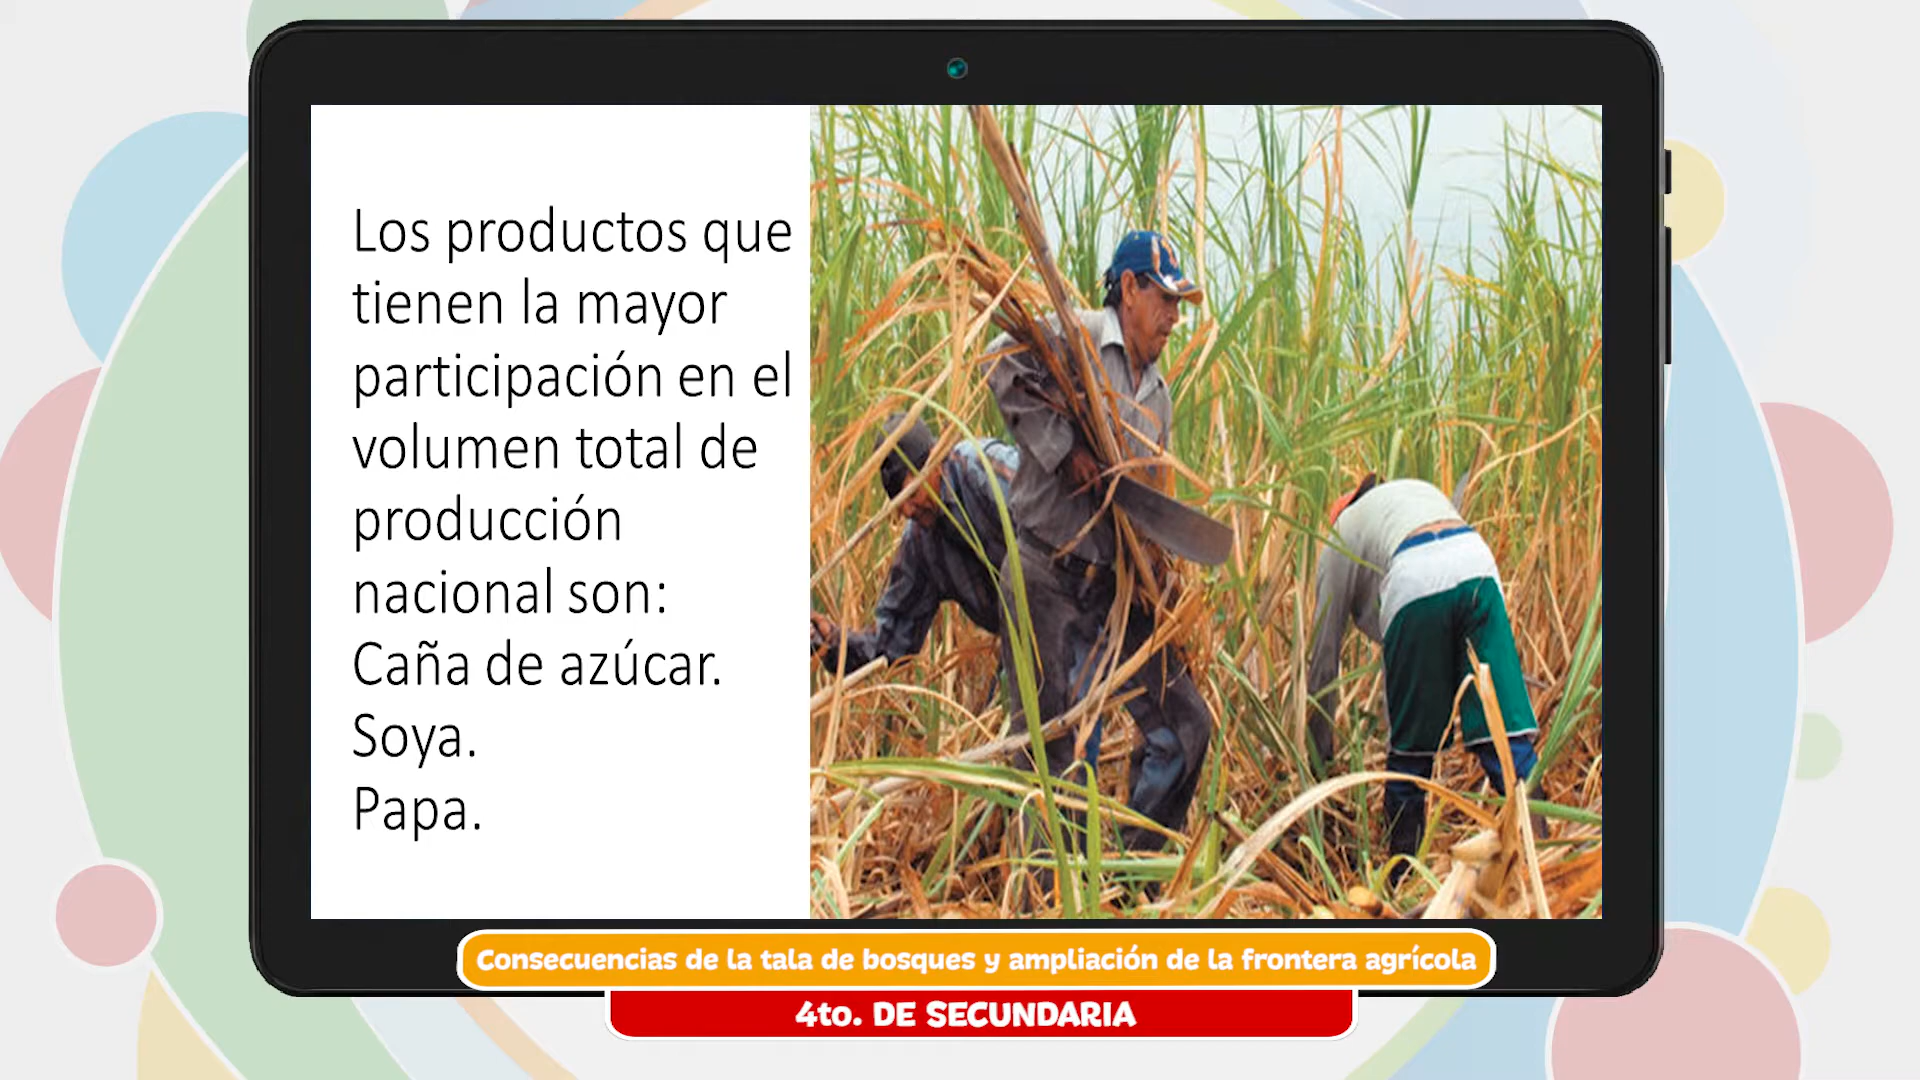 Los productos que
tienen la mayor
participación en el
volumen total de
producción
nacional son:
Caña de azúcar.
Soya.
Papa.
Consecuencias de la tala de bosques y ampliación de la frontera agrícola
4to. DE SECUNDARIA